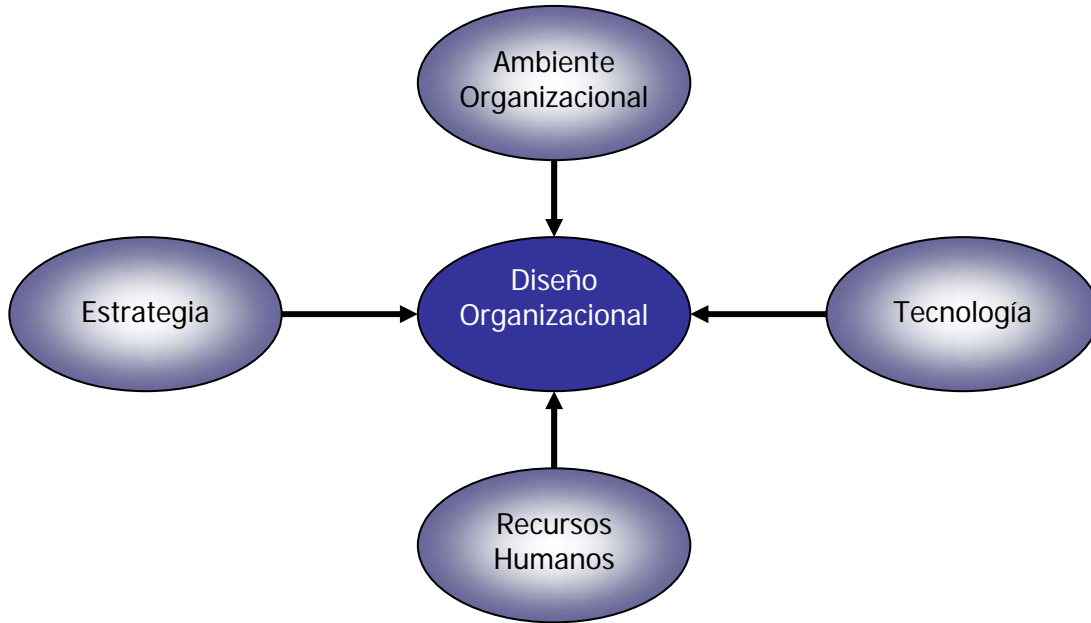 Ambiente
Organizacional
Estrategia
Diseño
Organizacional
Tecnología
Recursos
Humanos